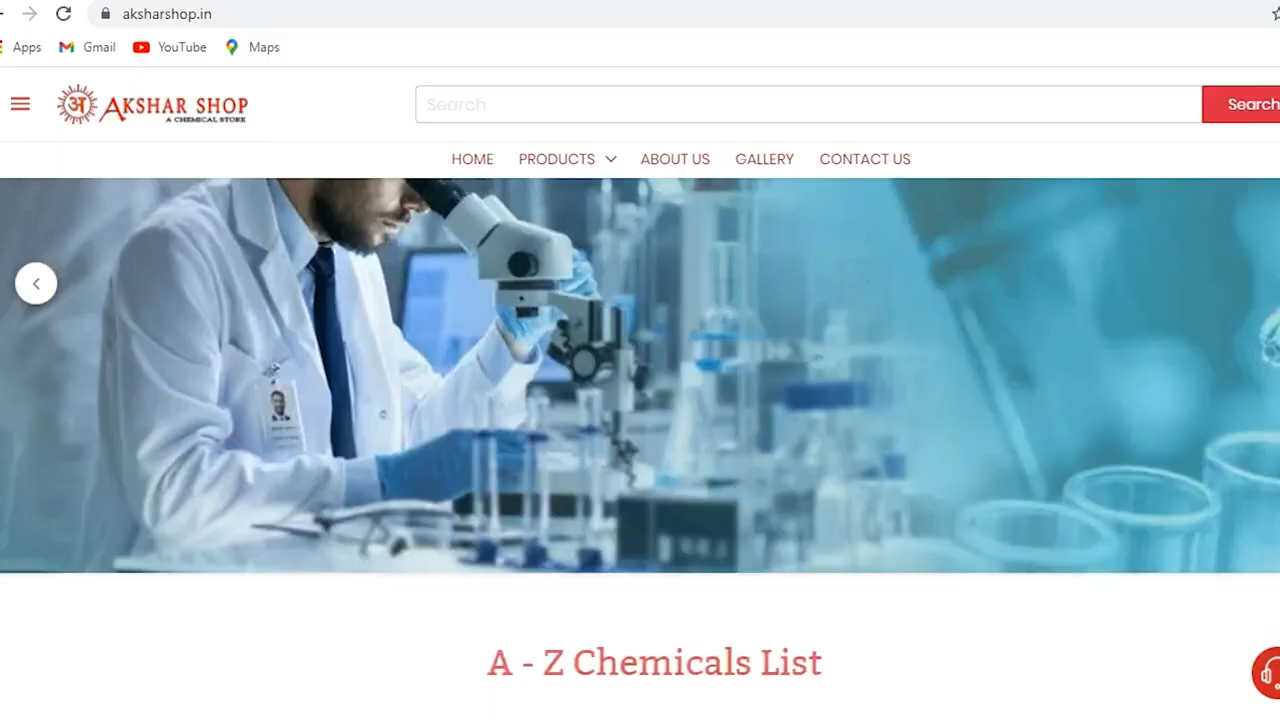 aksharshop.in
Apps
Gmail
YouTube
Maps
अ AKSHAR SHOP
A CHEMICAL STORE
Search
Search
HOME
PRODUCTS
ABOUT US
GALLERY
CONTACT US
A - Z Chemicals List